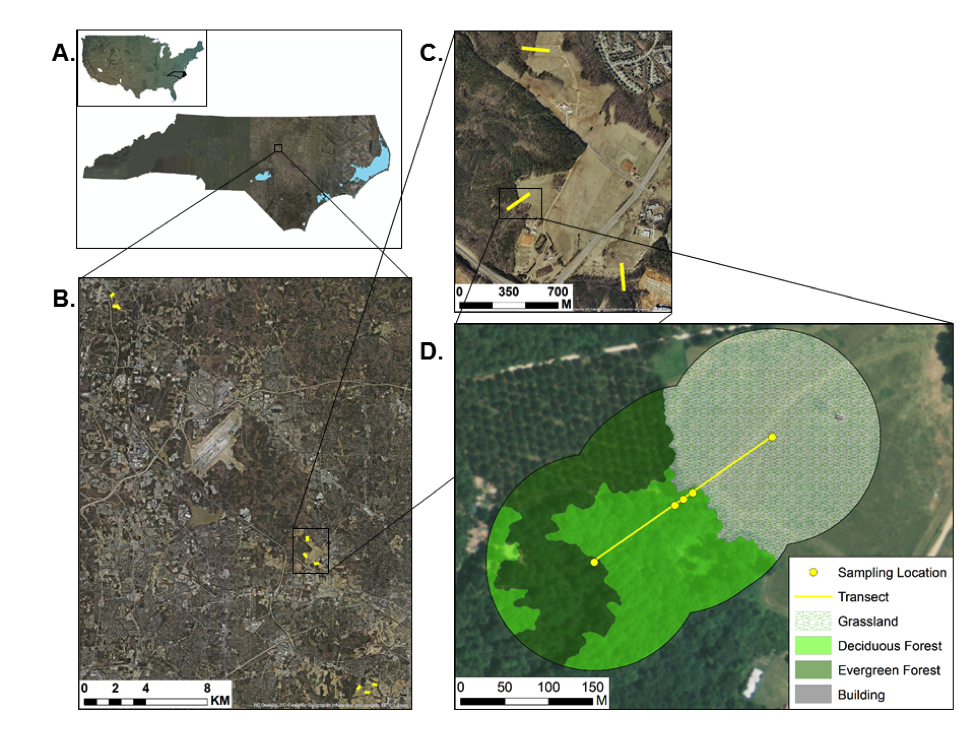 A.
B.
0 2 4 8
KM
C.
0 350 700
M
D.
0 50 100 150
M
Sampling Location
Transect
Grassland
Deciduous Forest
Evergreen Forest
Building